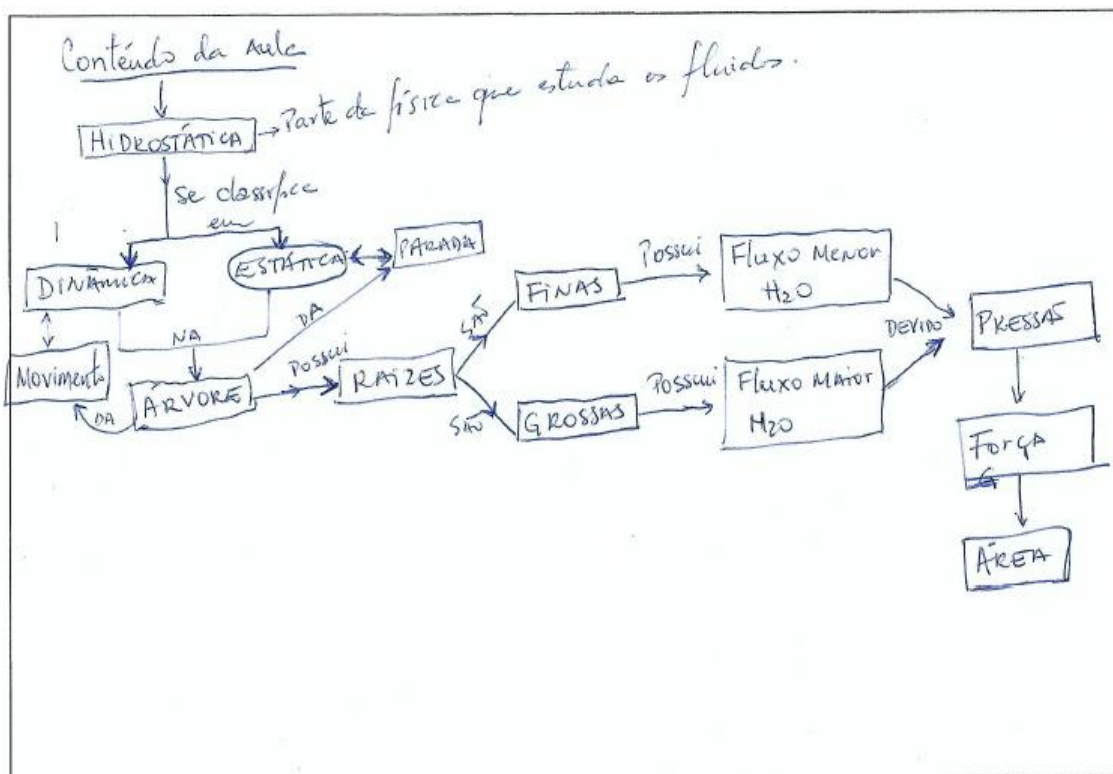 Contéudo da Aula
HIDROSTÁTICA → Parte da física que estuda os fluidos.
Se classifica
em
DINÂMICA
ESTÁTICA
PARADA
Movimento
NA
DA
DA
ÁRVORE
POSSUI
RAÍZES
SÃO
SÃO
FINAS
GROSSAS
POSSUI
POSSUI
Fluxo Menor
H2O
Fluxo Maior
H2O
DEVIDO
PRESSÃO
Força
ÁREA